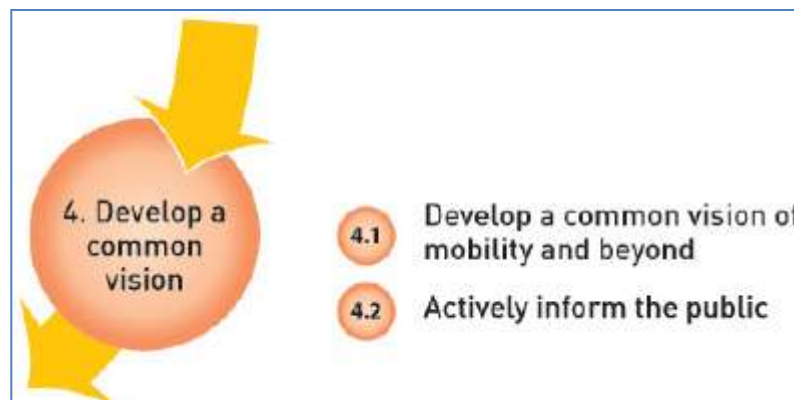 4. Develop a
common
vision
4.1 Develop a common vision of
mobility and beyond
4.2 Actively inform the public